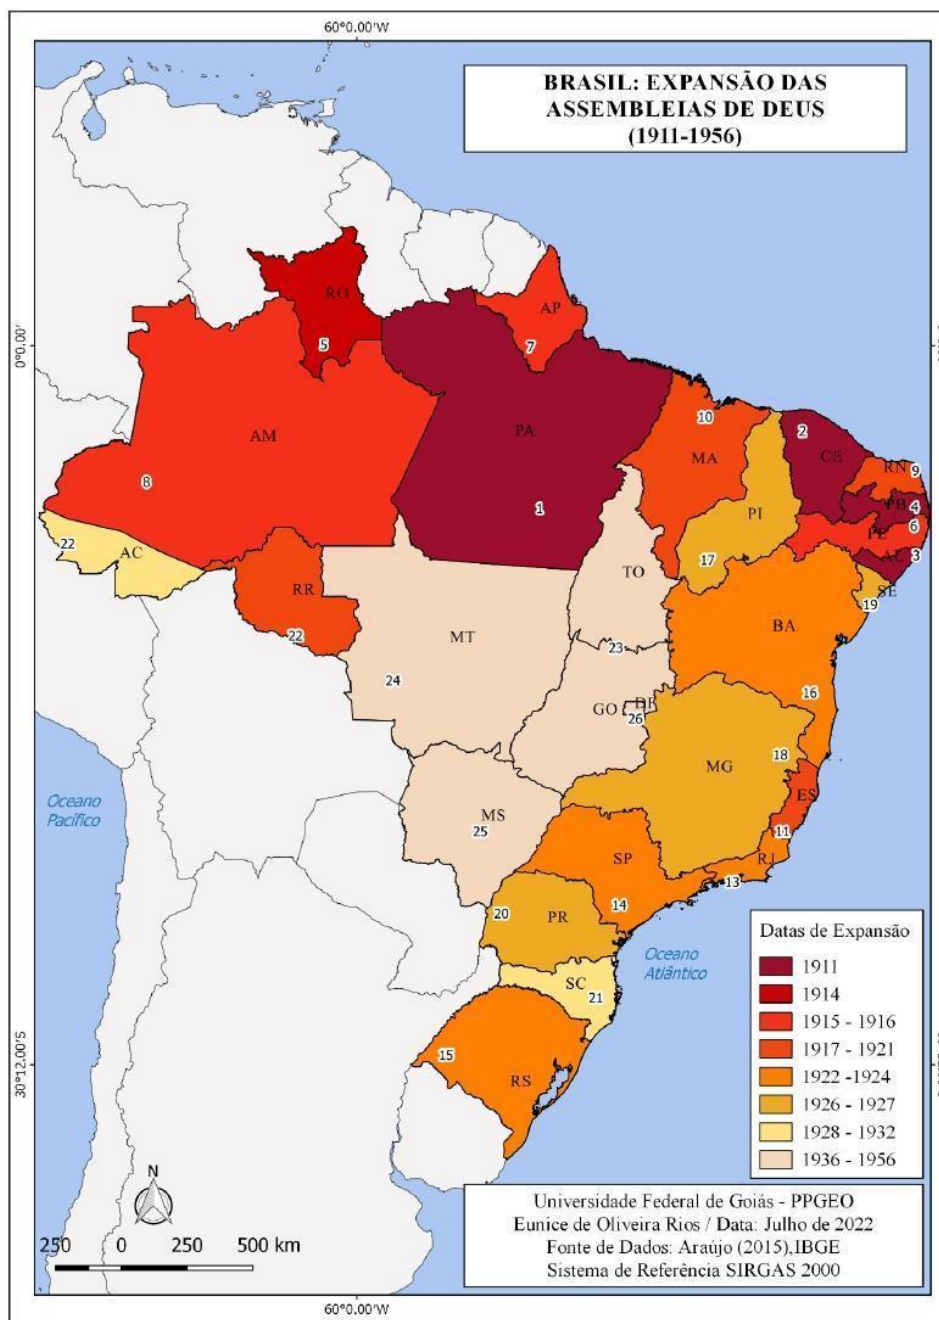 60°0.00'W
BRASIL: EXPANSÃO DAS
ASSEMBLEIAS DE DEUS
(1911-1956)
RO
AP
0°0.00'
5
7
10
2
AM
PA
MA
CE
RN
9
8
1
PB
4
PI
PE
6
22
AC
17
AL
3
TO
SE
RR
19
22
MT
BA
23
24
16
GO
DF
26
18
MG
ES
Oceano
Pacífico
MS
25
11
SP
RJ
13
20
14
PR
Datas de Expansão
Oceano
Atlântico
1911
SC
21
1914
1915 - 1916
15
1917 - 1921
30°12.00'S
RS
1922 -1924
1926 - 1927
1928 - 1932
1936 - 1956
N
Universidade Federal de Goiás - PPGEO
Eunice de Oliveira Rios / Data: Julho de 2022
Fonte de Dados: Araújo (2015),IBGE
Sistema de Referência SIRGAS 2000
250 0 250 500 km
60°0.00'W